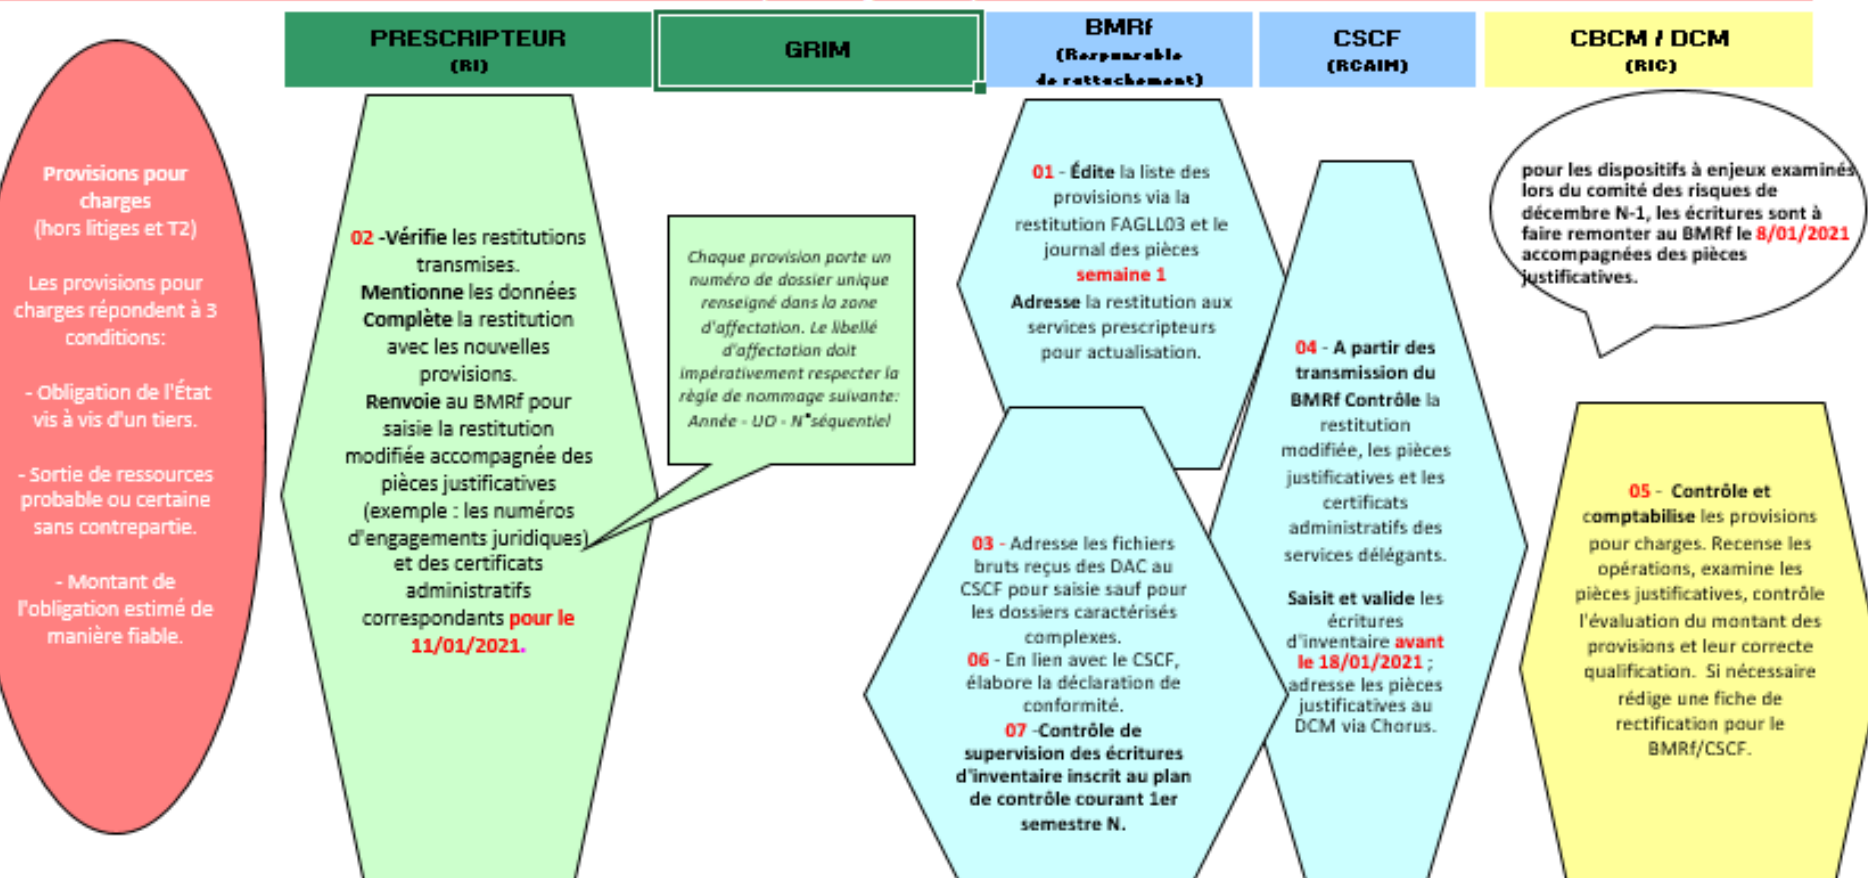 PRESCRIPTEUR
(RI)
GRIM
BMRf
(Responsable
de rattachement)
CSCF
(RCAIM)
CBCM / DCM
(RIC)
Provisions pour
charges
(hors litiges et T2)
Les provisions pour
charges répondent à 3
conditions:
- Obligation de l'État
vis à vis d'un tiers.
- Sortie de ressources
probable ou certaine
sans contrepartie.
- Montant de
l'obligation estimé de
manière fiable.
02 -Vérifie les restitutions
transmises.
Mentionne les données
Complète la restitution
avec les nouvelles
provisions.
Renvoie au BMRf pour
saisie la restitution
modifiée accompagnée des
pièces justificatives
(exemple : les numéros
d'engagements juridiques)
et des certificats
administratifs
correspondants pour le
11/01/2021.
Chaque provision porte un
numéro de dossier unique
renseigné dans la zone
d'affectation. Le libellé
d'affectation doit
impérativement respecter la
règle de nommage suivante:
Année - UO - N°séquentiel
01 - Édite la liste des
provisions via la
restitution FAGLL03 et le
journal des pièces
semaine 1
Adresse la restitution aux
services prescripteurs
pour actualisation.
03 - Adresse les fichiers
bruts reçus des DAC au
CSCF pour saisie sauf pour
les dossiers caractérisés
complexes.
06 - En lien avec le CSCF,
élabore la déclaration de
conformité.
07 -Contrôle de
supervision des écritures
d'inventaire inscrit au plan
de contrôle courant 1er
semestre N.
04 - A partir des
transmission du
BMRf Contrôle la
restitution
modifiée, les pièces
justificatives et les
certificats
administratifs des
services délégants.
Saisit et valide les
écritures
d'inventaire avant
le 18/01/2021 ;
adresse les pièces
justificatives au
DCM via Chorus.
pour les dispositifs à enjeux examinés
lors du comité des risques de
décembre N-1, les écritures sont à
faire remonter au BMRf le 8/01/2021
accompagnées des pièces
justificatives.
05 - Contrôle et
comptabilise les provisions
pour charges. Recense les
opérations, examine les
pièces justificatives, contrôle
l'évaluation du montant des
provisions et leur correcte
qualification. Si nécessaire
rédige une fiche de
rectification pour le
BMRf/CSCF.